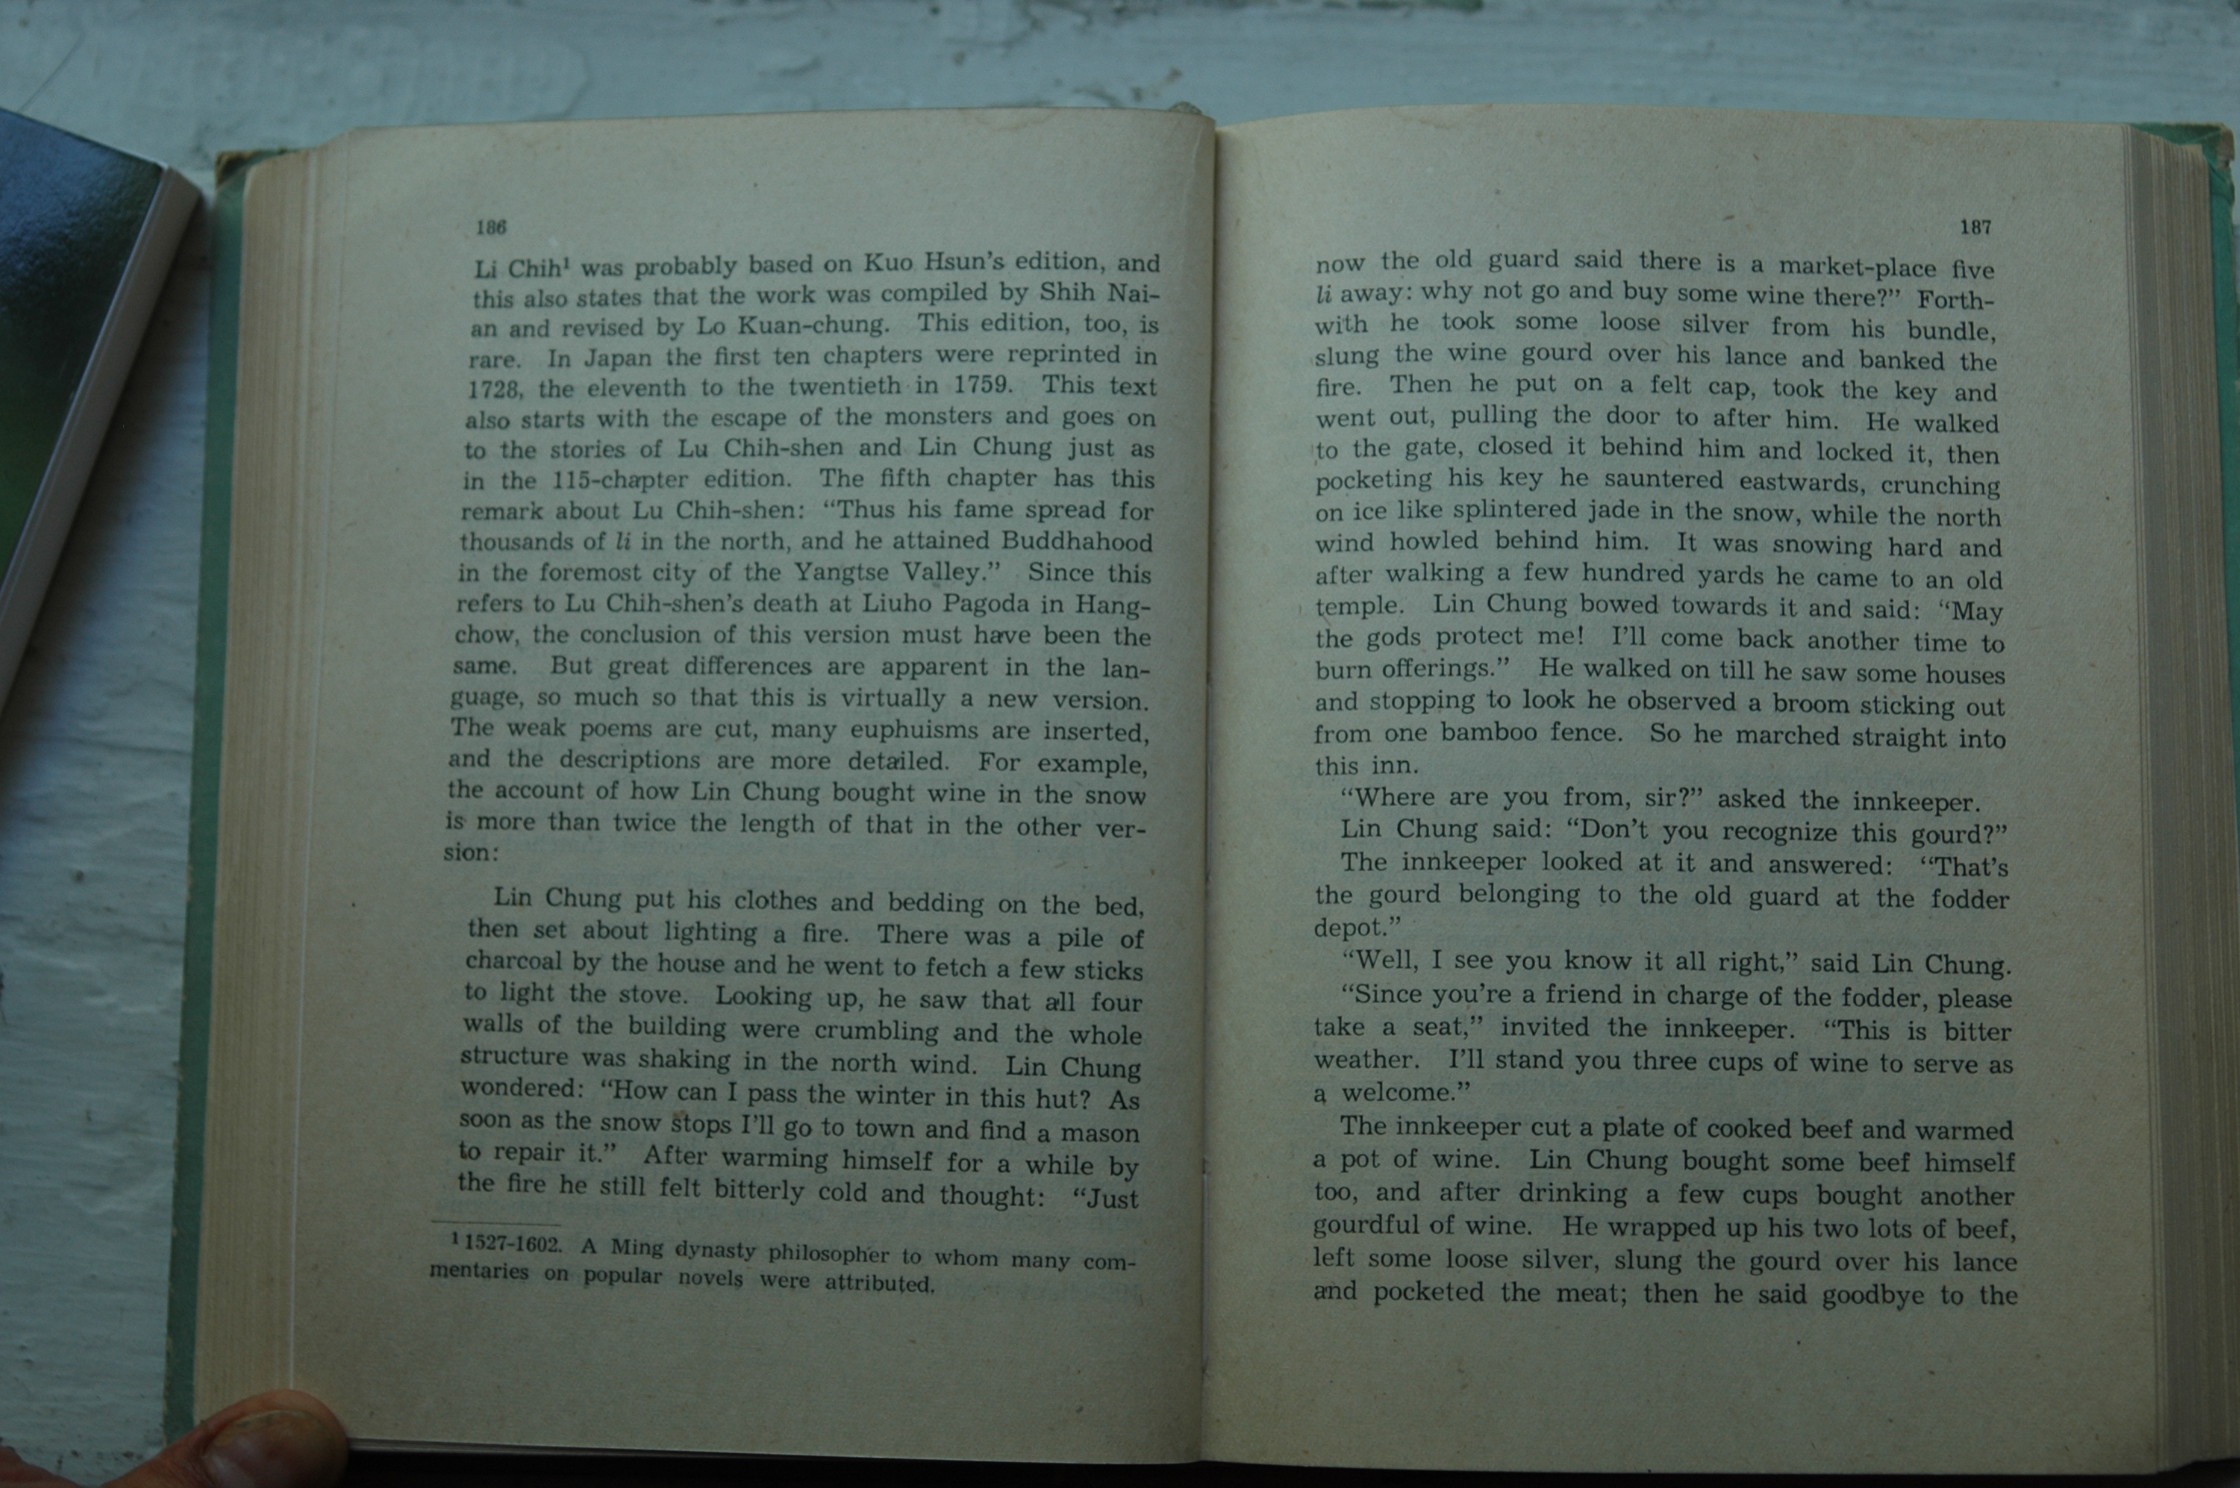 186
Li Chih¹ was probably based on Kuo Hsun's edition, and
this also states that the work was compiled by Shih Nai-
an and revised by Lo Kuan-chung. This edition, too, is
rare. In Japan the first ten chapters were reprinted in
1728, the eleventh to the twentieth in 1759. This text
also starts with the escape of the monsters and goes on
to the stories of Lu Chih-shen and Lin Chung just as
in the 115-chapter edition. The fifth chapter has this
remark about Lu Chih-shen: "Thus his fame spread for
thousands of li in the north, and he attained Buddhahood
in the foremost city of the Yangtse Valley." Since this
refers to Lu Chih-shen's death at Liuho Pagoda in Hang-
chow, the conclusion of this version must have been the
same. But great differences are apparent in the lan-
guage, so much so that this is virtually a new version.
The weak poems are cut, many euphuisms are inserted,
and the descriptions are more detailed. For example,
the account of how Lin Chung bought wine in the snow
is more than twice the length of that in the other ver-
sion:
Lin Chung put his clothes and bedding on the bed,
then set about lighting a fire. There was a pile of
charcoal by the house and he went to fetch a few sticks
to light the stove. Looking up, he saw that all four
walls of the building were crumbling and the whole
structure was shaking in the north wind. Lin Chung
wondered: "How can I pass the winter in this hut? As
soon as the snow stops I'll go to town and find a mason
to repair it." After warming himself for a while by
the fire he still felt bitterly cold and thought: "Just
¹ 1527-1602. A Ming dynasty philosopher to whom many com-
mentaries on popular novels were attributed.
187
now the old guard said there is a market-place five
li away: why not go and buy some wine there?" Forth-
with he took some loose silver from his bundle,
slung the wine gourd over his lance and banked the
fire. Then he put on a felt cap, took the key and
went out, pulling the door to after him. He walked
to the gate, closed it behind him and locked it, then
pocketing his key he sauntered eastwards, crunching
on ice like splintered jade in the snow, while the north
wind howled behind him. It was snowing hard and
after walking a few hundred yards he came to an old
temple. Lin Chung bowed towards it and said: "May
the gods protect me! I'll come back another time to
burn offerings." He walked on till he saw some houses
and stopping to look he observed a broom sticking out
from one bamboo fence. So he marched straight into
this inn.
"Where are you from, sir?" asked the innkeeper.
Lin Chung said: "Don't you recognize this gourd?"
The innkeeper looked at it and answered: "That's
the gourd belonging to the old guard at the fodder
depot."
"Well, I see you know it all right," said Lin Chung.
"Since you're a friend in charge of the fodder, please
take a seat," invited the innkeeper. "This is bitter
weather. I'll stand you three cups of wine to serve as
a welcome."
The innkeeper cut a plate of cooked beef and warmed
a pot of wine. Lin Chung bought some beef himself
too, and after drinking a few cups bought another
gourdful of wine. He wrapped up his two lots of beef,
left some loose silver, slung the gourd over his lance
and pocketed the meat; then he said goodbye to the